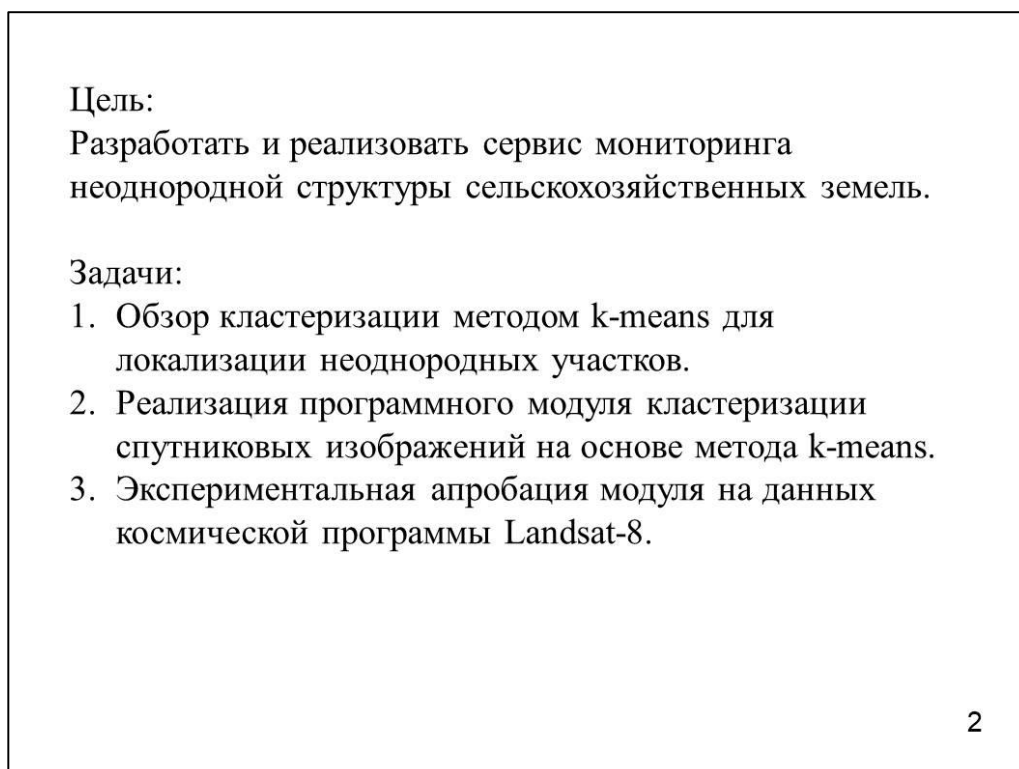 Цель:
Разработать и реализовать сервис мониторинга
неоднородной структуры сельскохозяйственных земель.
Задачи:
1. Обзор кластеризации методом k-means для
локализации неоднородных участков.
2. Реализация программного модуля кластеризации
спутниковых изображений на основе метода k-means.
3. Экспериментальная апробация модуля на данных
космической программы Landsat-8.
2